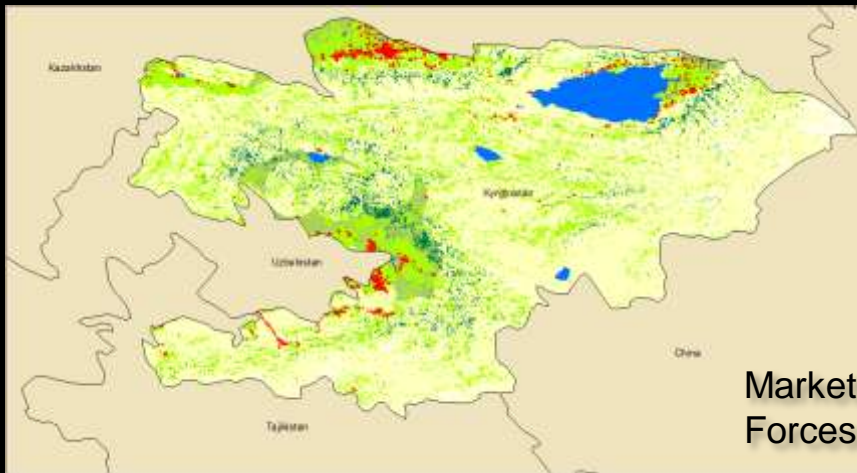 Kazakhstan
Kyrgyzstan
Uzbekistan
China
Market
Forces
Tajikistan